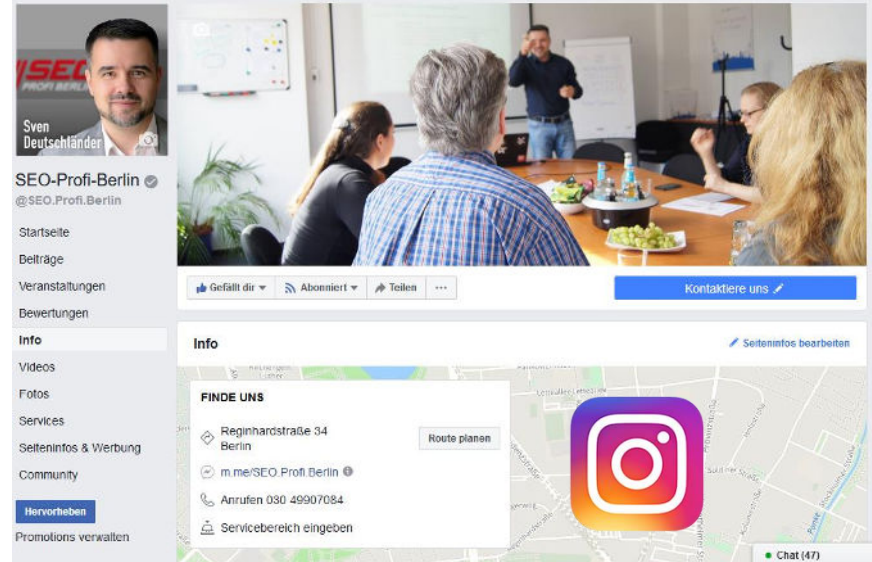 SEO
PROFI BERLIN
Sven
Deutschländer
SEO-Profi-Berlin
@SEO.Profi.Berlin
Startseite
Beiträge
Veranstaltungen
Bewertungen
Info
Videos
Fotos
Services
Seiteninfos & Werbung
Community
Hervorheben
Promotions verwalten
Gefällt dir
Abonniert
Teilen
...
Kontaktiere uns
Info
Seiteninfos bearbeiten
FINDE UNS
Reginhardstraße 34
Berlin
Route planen
m.me/SEO.Profi.Berlin
Anrufen 030 49907084
Servicebereich eingeben
Chat (47)